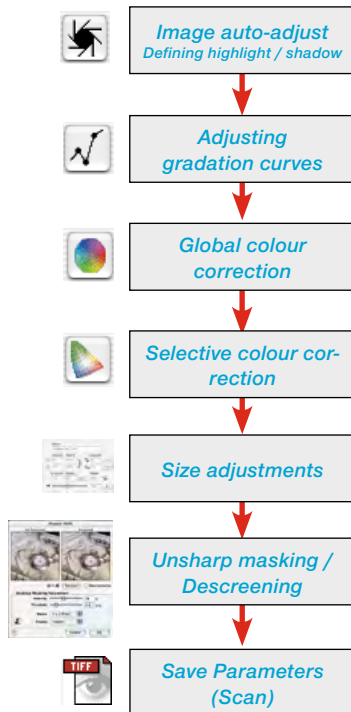 Image auto-adjust
Defining highlight / shadow
Adjusting
gradation curves
Global colour
correction
Selective colour cor-
rection
Size adjustments
Unsharp masking /
Descreening
TIFF
Save Parameters
(Scan)